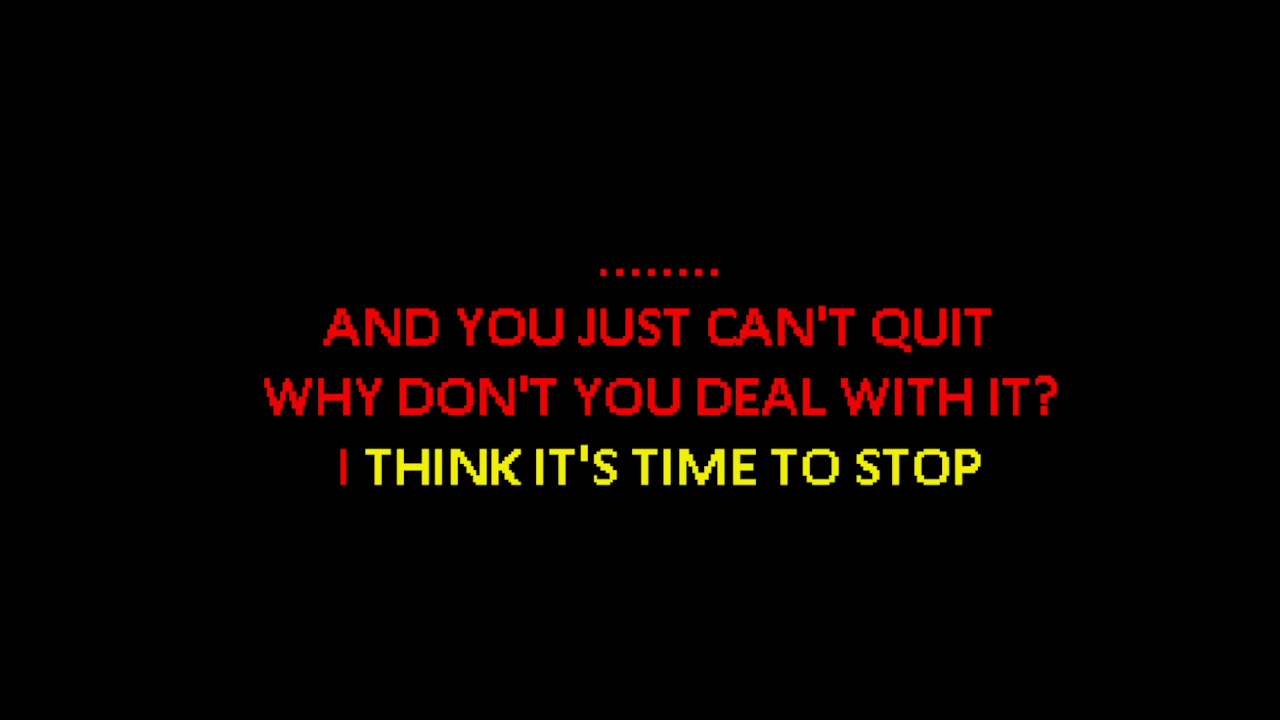 ........
AND YOU JUST CAN'T QUIT
WHY DON'T YOU DEAL WITH IT?
I THINK IT'S TIME TO STOP